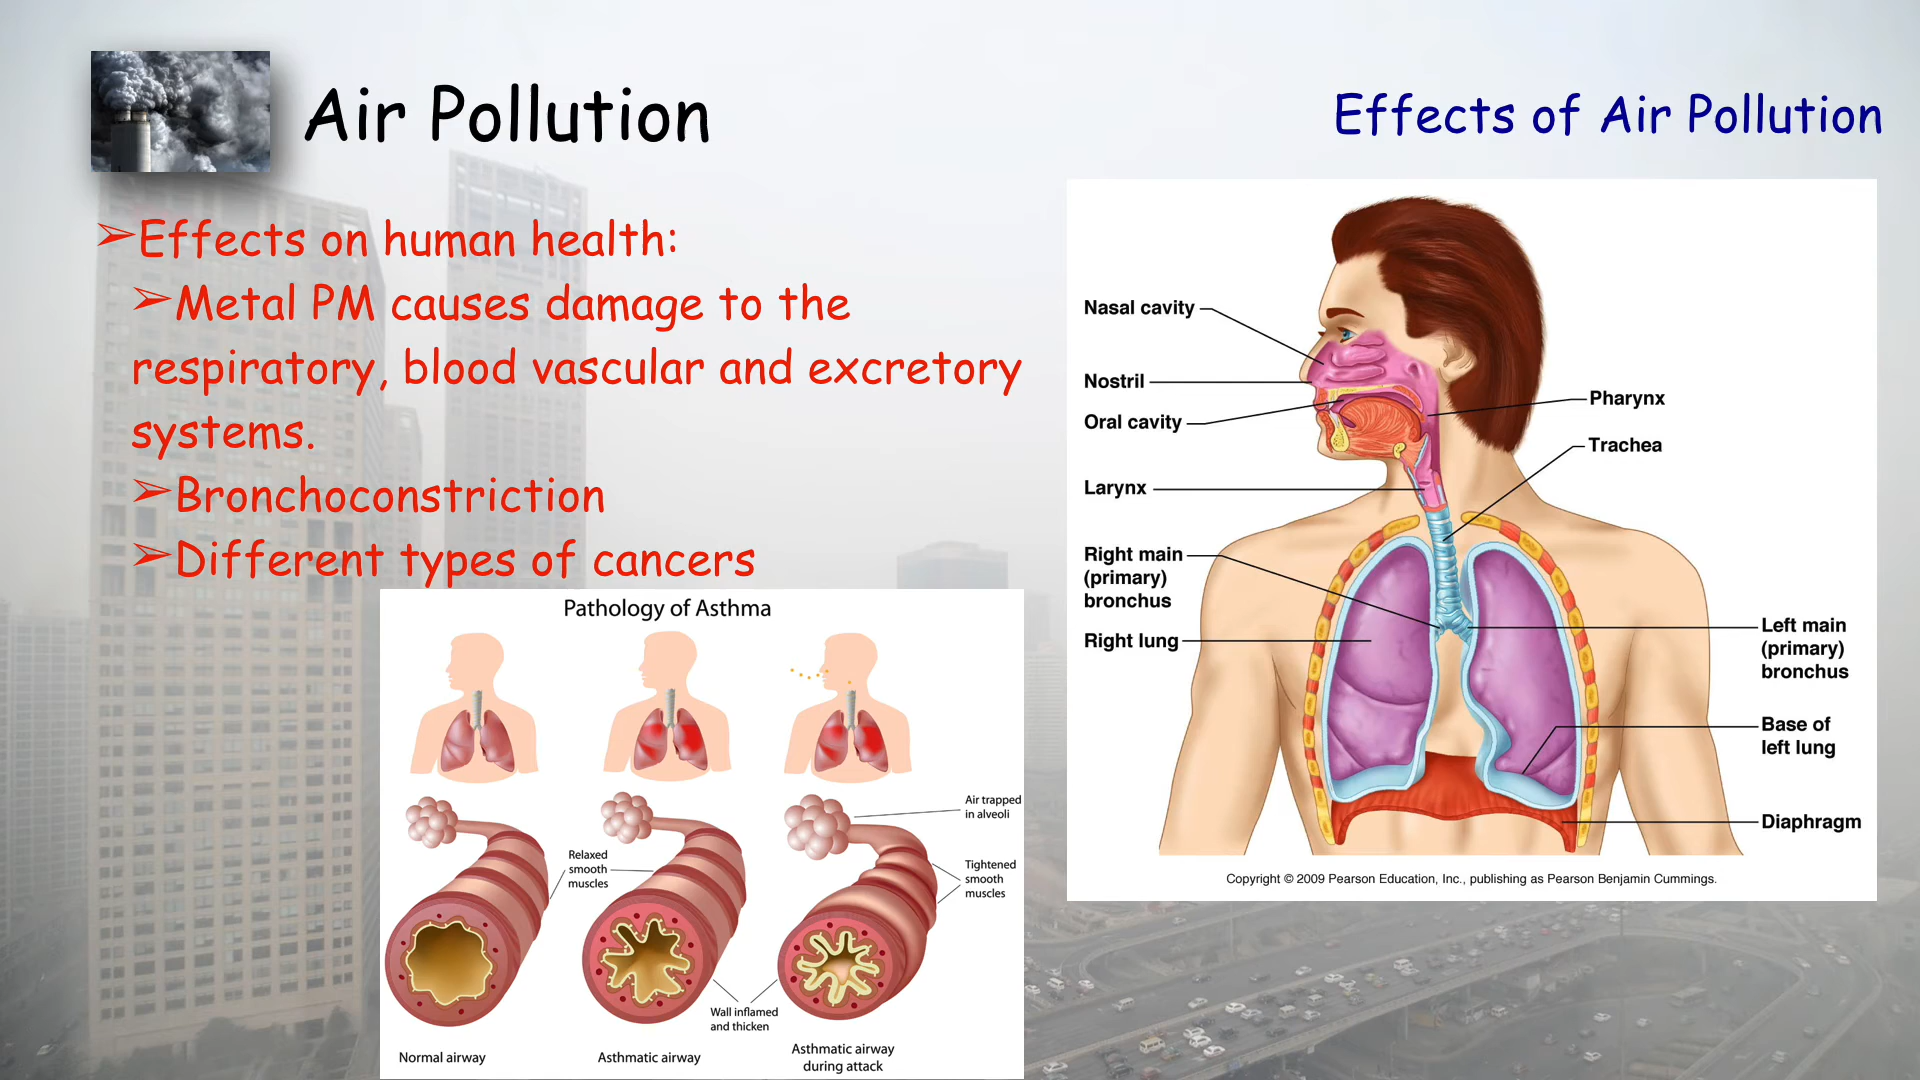 Air Pollution
Effects of Air Pollution
➢Effects on human health:
➢Metal PM causes damage to the
respiratory, blood vascular and excretory
systems.
➢Bronchoconstriction
➢Different types of cancers
Pathology of Asthma
Air trapped
in alveoli
Relaxed
smooth
muscles
Tightened
smooth
muscles
Wall inflamed
and thicken
Normal airway
Asthmatic airway
Asthmatic airway
during attack
Nasal cavity
Nostril
Oral cavity
Larynx
Right main
(primary)
bronchus
Right lung
Pharynx
Trachea
Left main
(primary)
bronchus
Base of
left lung
Diaphragm
Copyright © 2009 Pearson Education, Inc., publishing as Pearson Benjamin Cummings.